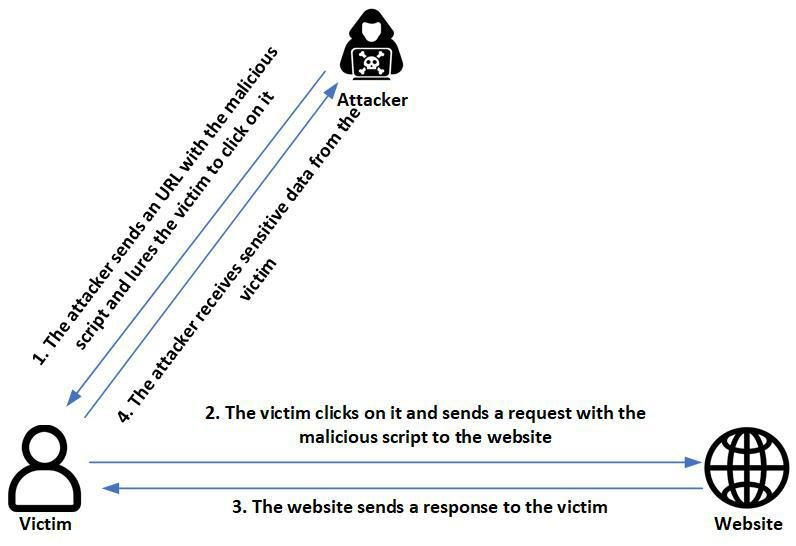 Attacker
1. The attacker sends an URL with the malicious
script and lures the victim to click on it
4. The attacker receives sensitive data from the
victim
2. The victim clicks on it and sends a request with the
malicious script to the website
3. The website sends a response to the victim
Victim
Website